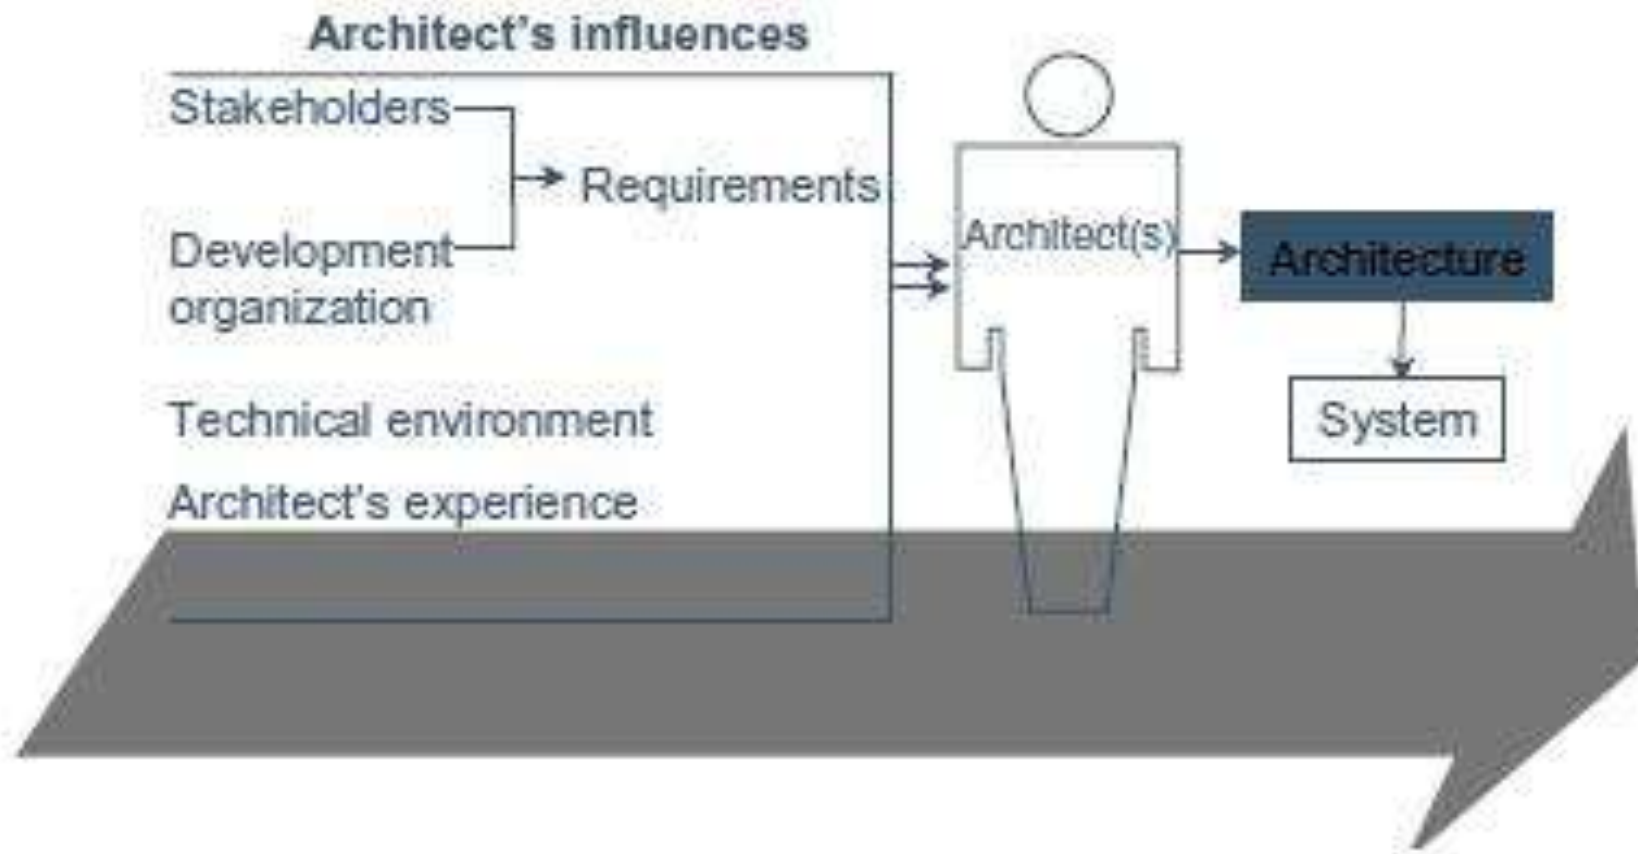 Architect's influences
Stakeholders
Requirements
Development
organization
Technical environment
Architect's experience
Architect(s)
Architecture
System